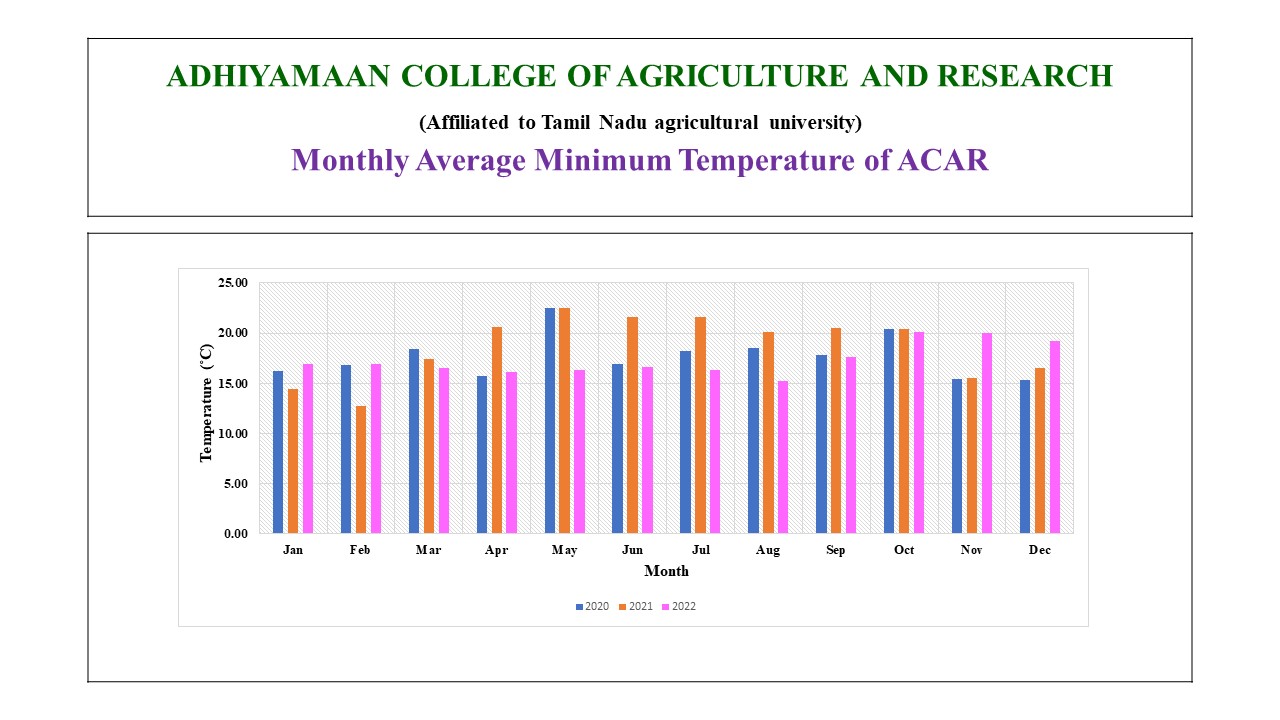 ADHIYAMAAN COLLEGE OF AGRICULTURE AND RESEARCH
(Affiliated to Tamil Nadu agricultural university)
Monthly Average Minimum Temperature of ACAR
25.00
20.00
15.00
10.00
5.00
0.00
Temperature (˚C)
Jan Feb Mar Apr May Jun Jul Aug Sep Oct Nov Dec
Month
2020 2021 2022